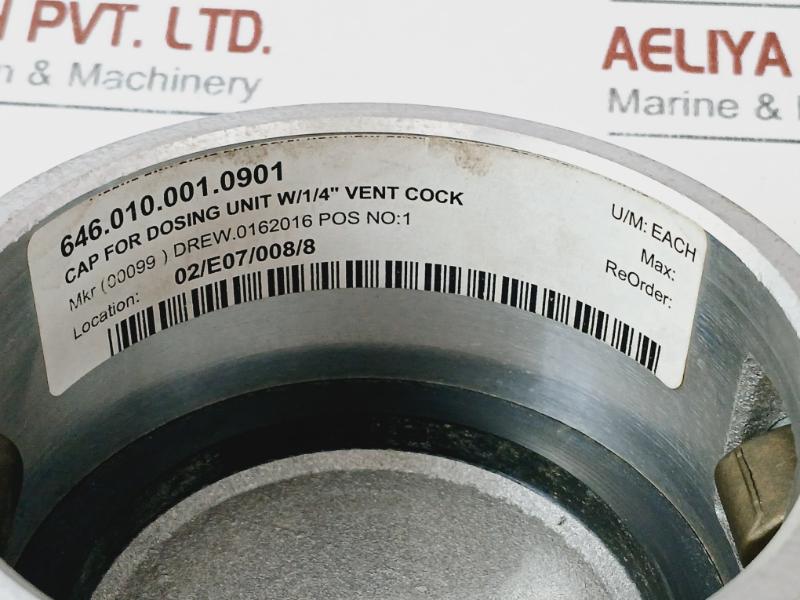 H PVT. LTD.
n & Machinery
AELIYA
Marine &
646.010.001.0901
CAP FOR DOSING UNIT W/1/4" VENT COCK
Mkr (00099 ) DREW.0162016 POS NO:1
Location: 02/E07/008/8
U/M: EACH
Max:
ReOrder: